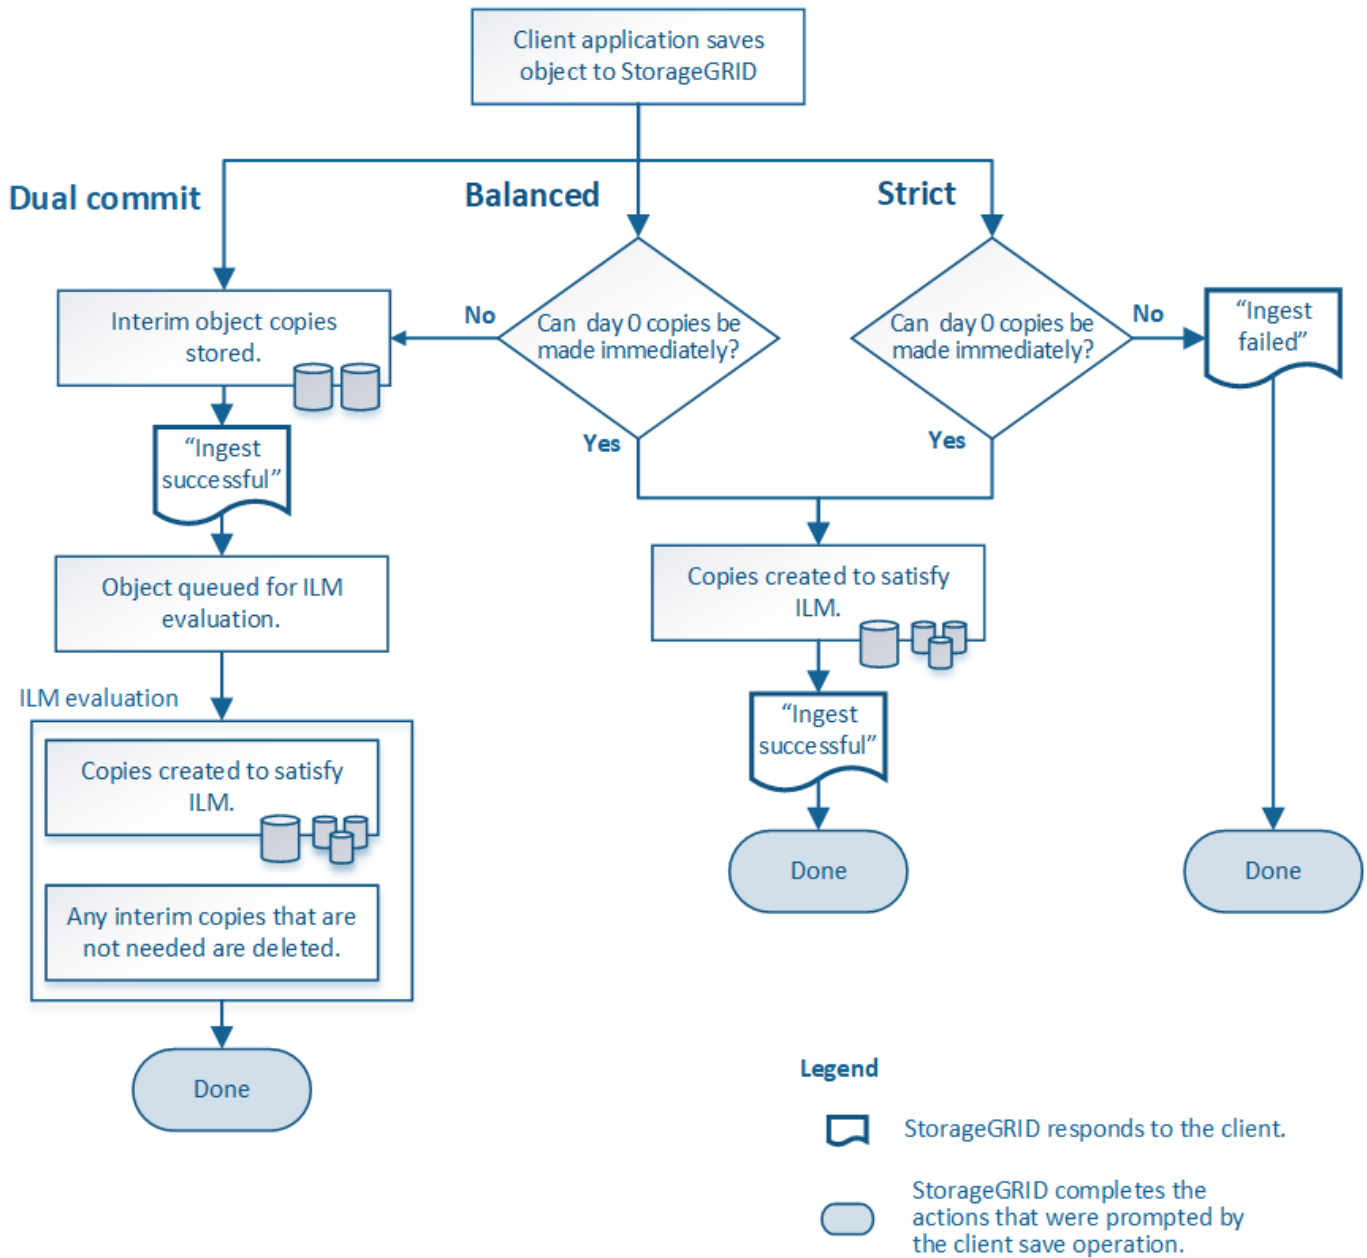 Client application saves
object to StorageGRID
Dual commit
Balanced
Strict
Interim object copies
stored.
No
Can day 0 copies be
made immediately?
Yes
Can day 0 copies be
made immediately?
No
Yes
“Ingest
failed”
“Ingest
successful”
Object queued for ILM
evaluation.
Copies created to satisfy
ILM.
ILM evaluation
“Ingest
successful”
Copies created to satisfy
ILM.
Any interim copies that are
not needed are deleted.
Done
Done
Done
Legend
StorageGRID responds to the client.
StorageGRID completes the
actions that were prompted by
the client save operation.